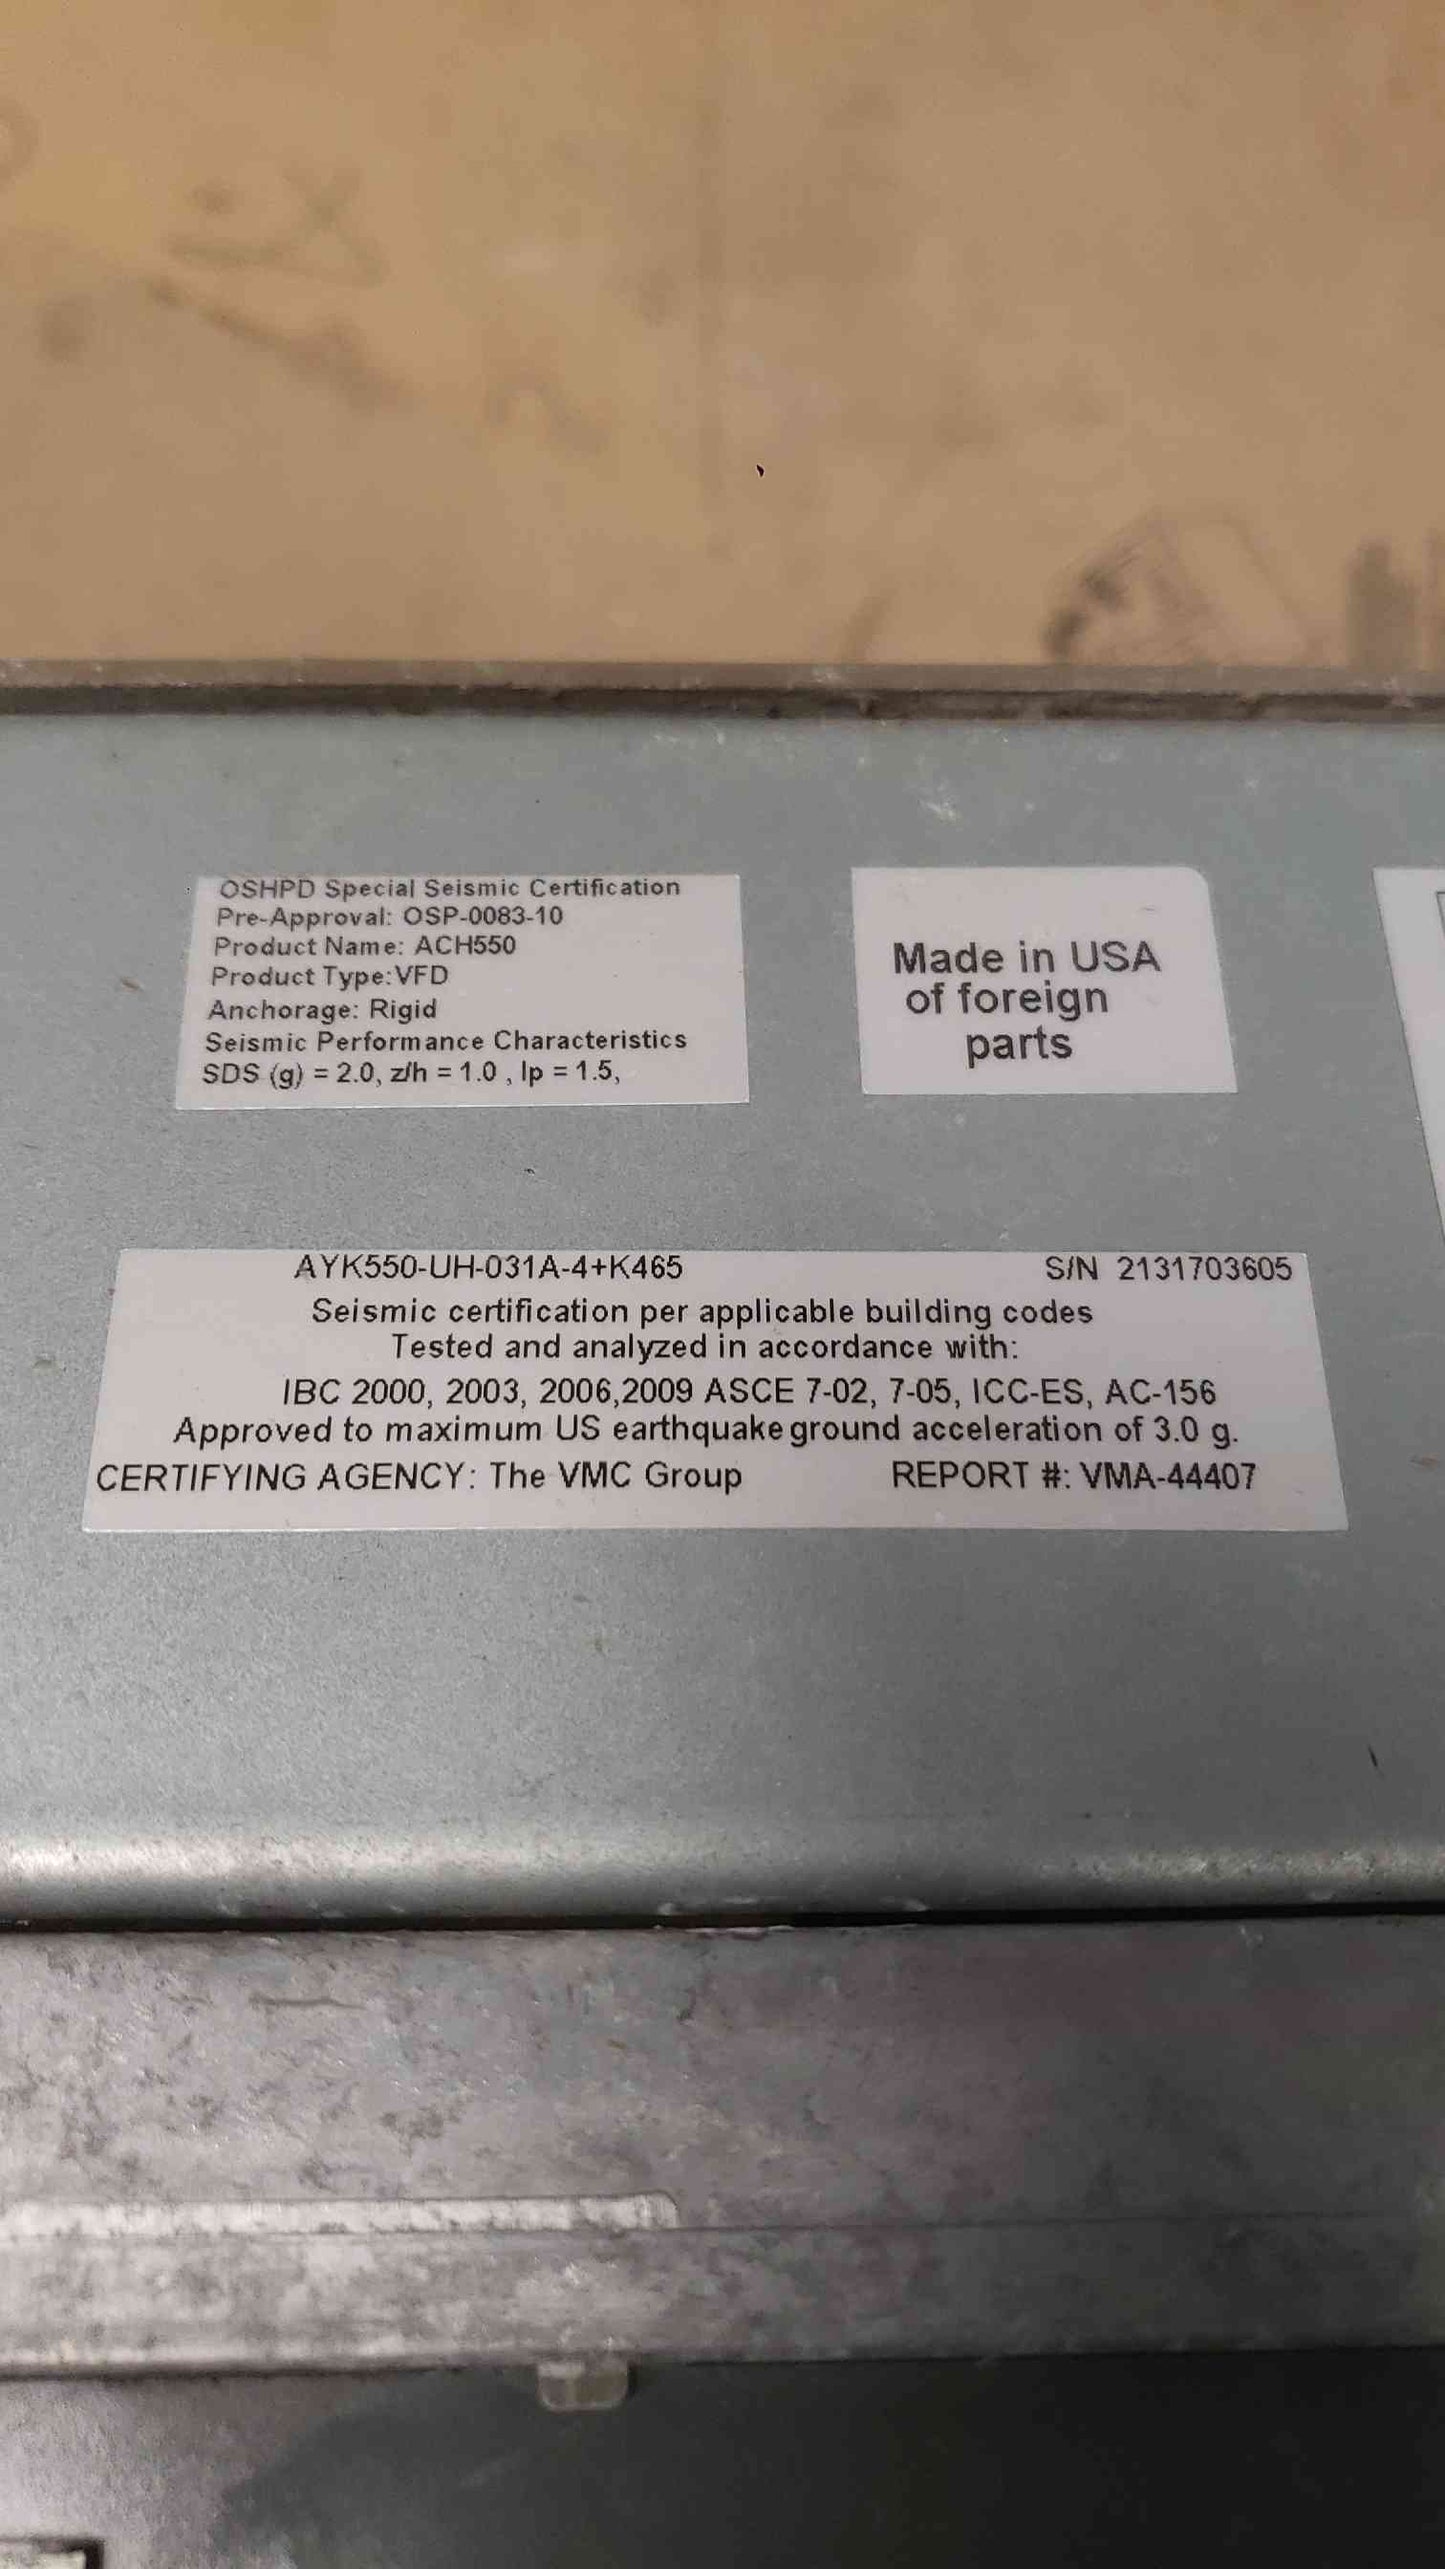 OSHPD Special Seismic Certification
Pre-Approval: OSP-0083-10
Product Name: ACH550
Product Type:VFD
Anchorage: Rigid
Seismic Performance Characteristics
SDS (g) = 2.0, z/h = 1.0 , Ip = 1.5,
Made in USA
of foreign
parts
AYK550-UH-031A-4+K465 S/N 2131703605
Seismic certification per applicable building codes
Tested and analyzed in accordance with:
IBC 2000, 2003, 2006,2009 ASCE 7-02, 7-05, ICC-ES, AC-156
Approved to maximum US earthquake ground acceleration of 3.0 g.
CERTIFYING AGENCY: The VMC Group REPORT #: VMA-44407